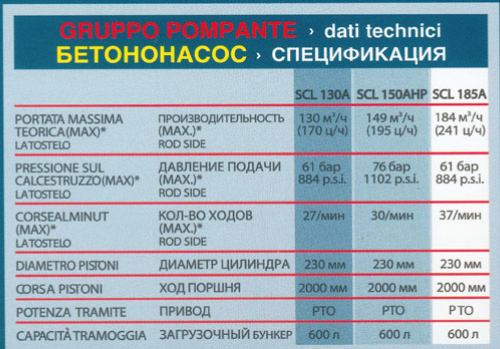 GRUPPO POMPANTE › dati technici
БЕТОНОНАСОС › СПЕЦИФИКАЦИЯ
SCL 130A SCL 150AHP SCL 185A
PORTATA MASSIMA ПРОИЗВОДИТЕЛЬНОСТЬ 130 м³/ч 149 м³/ч 184 м³/ч
TEORICA(MAX)* (MAX.)* (170 ц/ч) (195 ц/ч) (241 ц/ч)
LATOSTELO ROD SIDE
PRESSIONE SUL ДАВЛЕНИЕ ПОДАЧИ 61 бар 76 бар 61 бар
CALCESTRUZZO(MAX)* (MAX.)* 884 p.s.i. 1102 p.s.i. 884 p.s.i.
LATOSTELO ROD SIDE
CORSEALMINUT КОЛ-ВО ХОДОВ 27/мин 30/мин 37/мин
(MAX)* (MAX.)*
LATOSTELO ROD SIDE
DIAMETRO PISTONI ДИАМЕТР ЦИЛИНДРА 230 мм 230 мм 230 мм
CORSA PISTONI ХОД ПОРШНЯ 2000 мм 2000 мм 2000 мм
POTENZA TRAMITE ПРИВОД PTO PTO PTO
CAPACITÀ TRAMOGGIA ЗАГРУЗОЧНЫЙ БУНКЕР 600 л 600 л 600 л